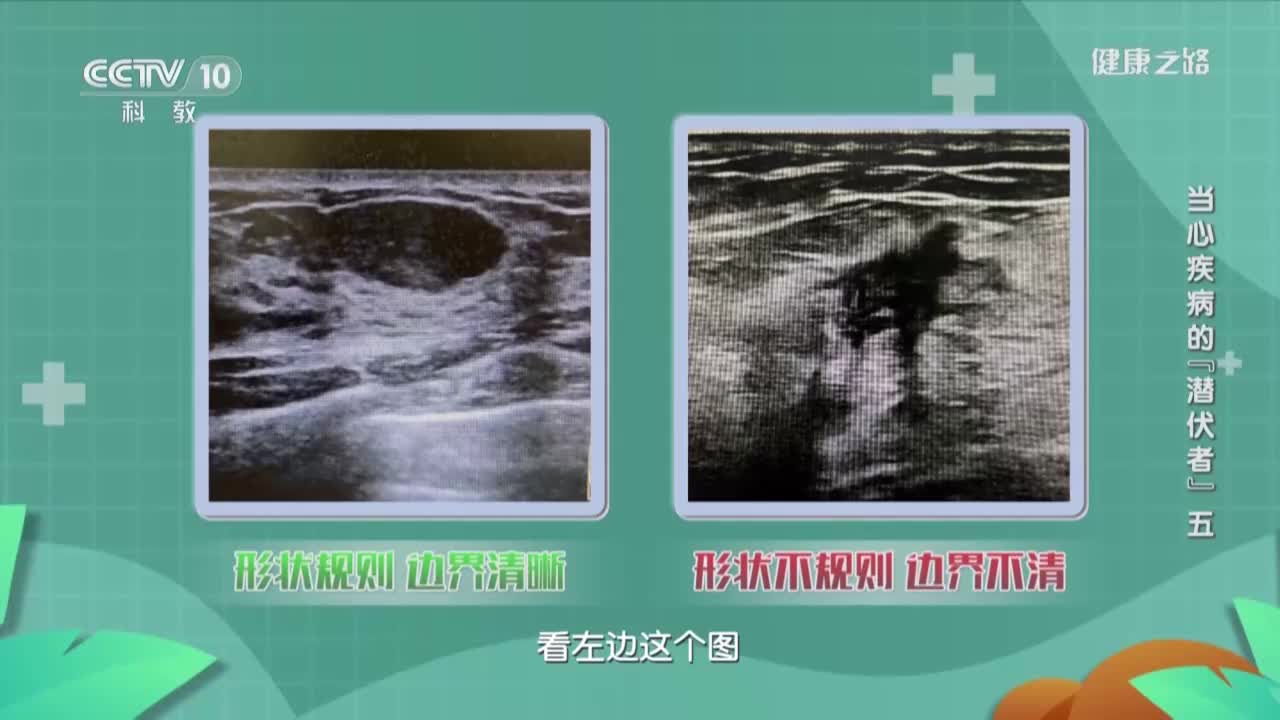 CCTV 10
科 教
健康之路
当心疾病的『潜伏者』五
形状规则 边界清晰
形状不规则 边界不清
看左边这个图